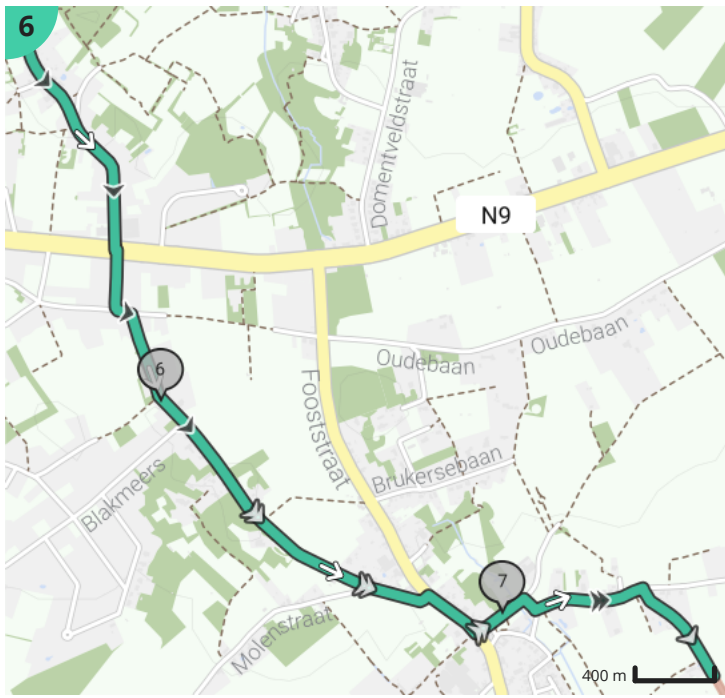 6
Domentveldstraat
N9
Oudebaan
Oudebaan
6
Fooststraat
Brukersebaan
Blakmeers
7
Molenstraat
400 m